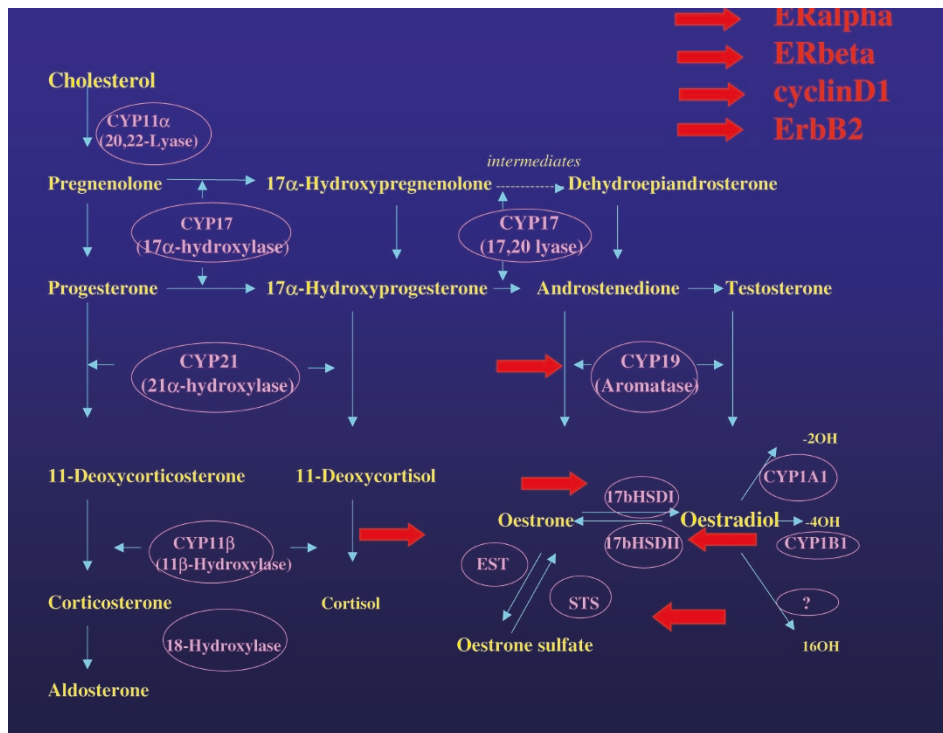 ERalpha
ERbeta
cyclinD1
ErbB2
Cholesterol
CYP11α
(20,22-Lyase)
intermediates
Pregnenolone
17α-Hydroxypregnenolone
Dehydroepiandrosterone
CYP17
(17α-hydroxylase)
CYP17
(17,20 lyase)
Progesterone
17α-Hydroxyprogesterone
Androstenedione
Testosterone
CYP21
(21α-hydroxylase)
CYP19
(Aromatase)
-2OH
11-Deoxycorticosterone
11-Deoxycortisol
CYP1A1
17bHSDI
Oestrone
Oestradiol
-4OH
CYP11β
(11β-Hydroxylase)
17bHSDII
CYP1B1
EST
Corticosterone
Cortisol
STS
?
18-Hydroxylase
Oestrone sulfate
16OH
Aldosterone